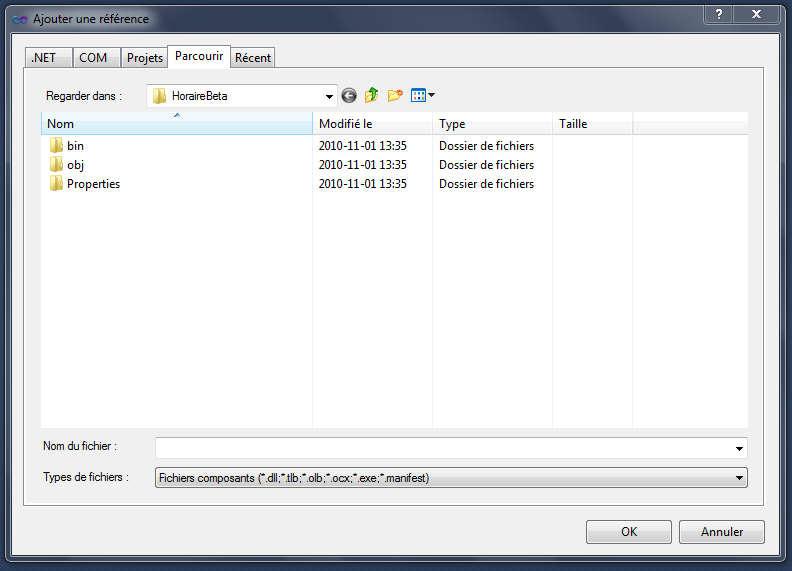 Ajouter une référence
?
.NET COM Projets Parcourir Récent
Regarder dans : HoraireBeta
Nom Modifié le Type Taille
bin 2010-11-01 13:35 Dossier de fichiers
obj 2010-11-01 13:35 Dossier de fichiers
Properties 2010-11-01 13:35 Dossier de fichiers
Nom du fichier :
Types de fichiers : Fichiers composants (*.dll;*.tlb;*.olb;*.ocx;*.exe;*.manifest)
OK Annuler